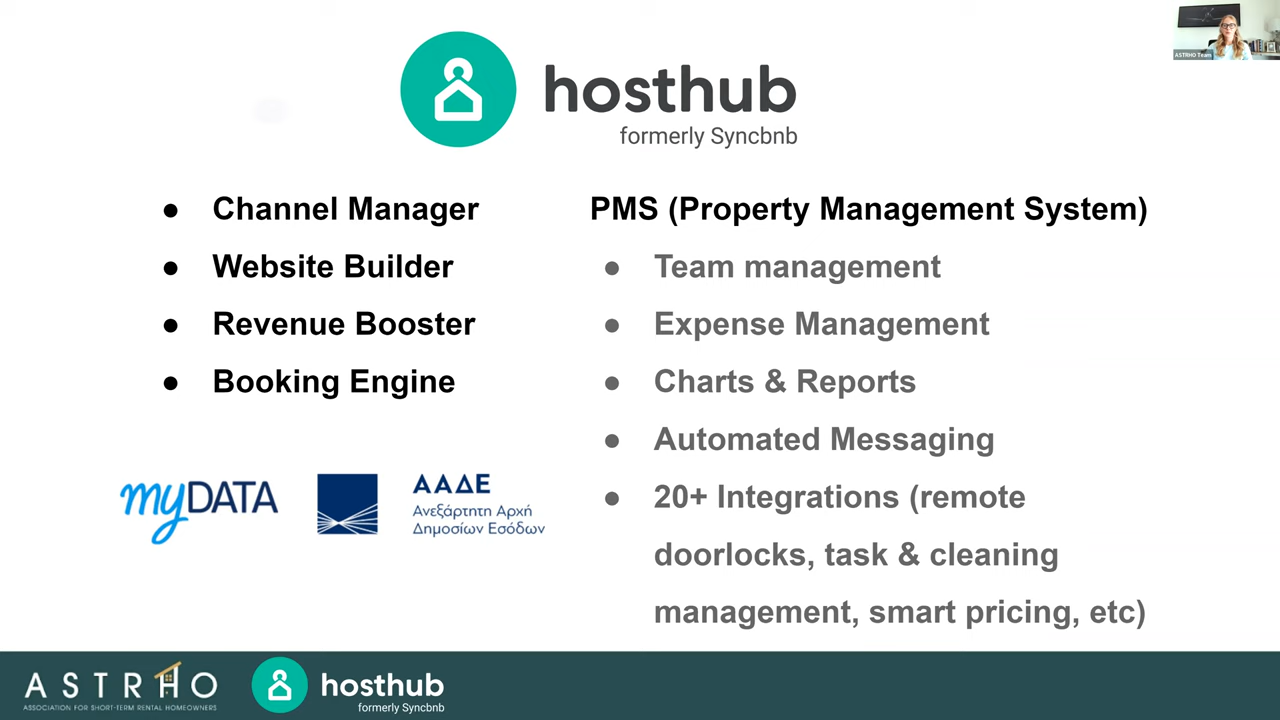 ASTRHO Team
hosthub
formerly Syncbnb
● Channel Manager
● Website Builder
● Revenue Booster
● Booking Engine
myDATA
ΑΑΔΕ
Ανεξάρτητη Αρχή
Δημοσίων Εσόδων
PMS (Property Management System)
● Team management
● Expense Management
● Charts & Reports
● Automated Messaging
● 20+ Integrations (remote
doorlocks, task & cleaning
management, smart pricing, etc)
ASTRHO
ASSOCIATION FOR SHORT-TERM RENTAL HOMEOWNERS
hosthub
formerly Syncbnb